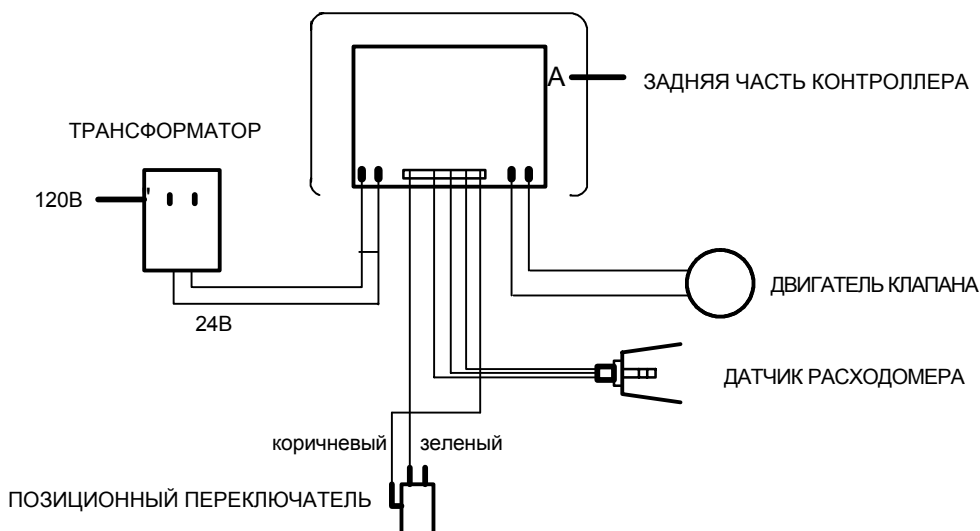 А
ЗАДНЯЯ ЧАСТЬ КОНТРОЛЛЕРА
ТРАНСФОРМАТОР
120В
24В
ДВИГАТЕЛЬ КЛАПАНА
ДАТЧИК РАСХОДОМЕРА
коричневый
зеленый
ПОЗИЦИОННЫЙ ПЕРЕКЛЮЧАТЕЛЬ